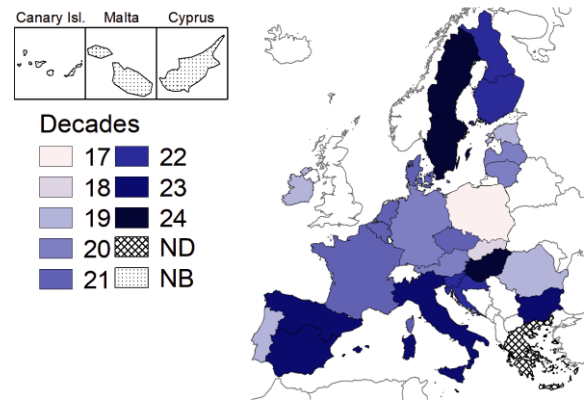 Canary Isl. Malta Cyprus
Decades
17 22
18 23
19 24
20 ND
21 NB